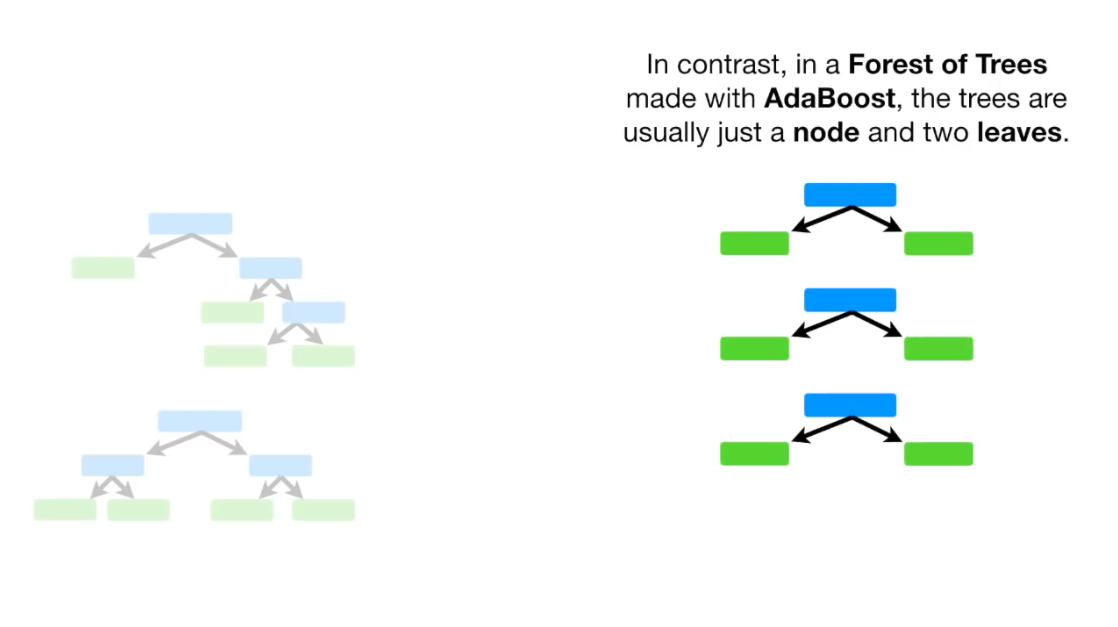 In contrast, in a Forest of Trees
made with AdaBoost, the trees are
usually just a node and two leaves.